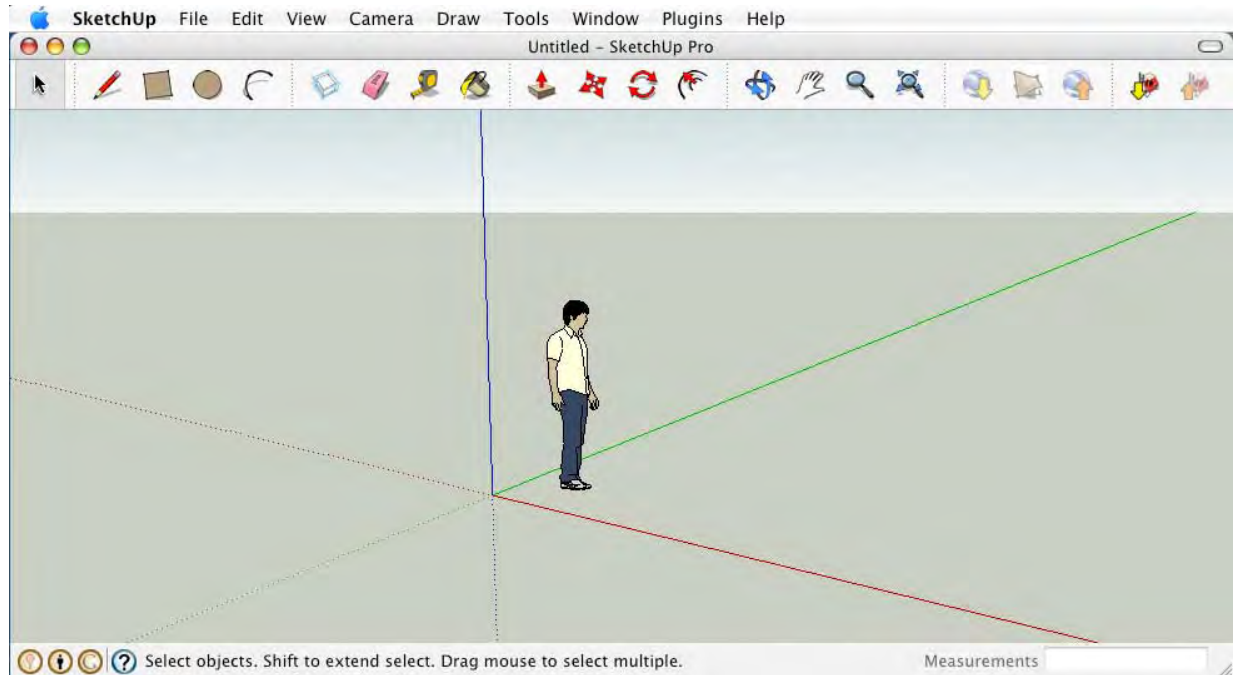 SketchUp File Edit View Camera Draw Tools Window Plugins Help
Untitled – SketchUp Pro
Select objects. Shift to extend select. Drag mouse to select multiple. Measurements